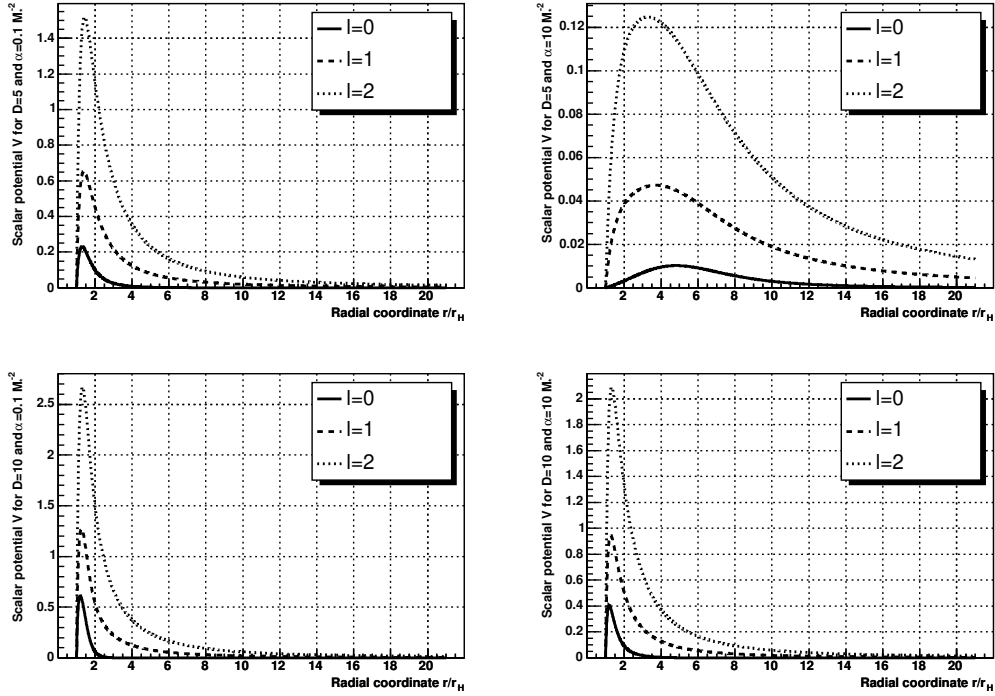 Scalar potential V for D=5 and α=0.1 M*^-2
1.4
1.2
1
0.8
0.6
0.4
0.2
0
2 4 6 8 10 12 14 16 18 20
Radial coordinate r/rH
l=0
l=1
l=2
Scalar potential V for D=5 and α=10 M*^-2
0.12
0.1
0.08
0.06
0.04
0.02
0
2 4 6 8 10 12 14 16 18 20
Radial coordinate r/rH
l=0
l=1
l=2
Scalar potential V for D=10 and α=0.1 M*^-2
2.5
2
1.5
1
0.5
0
2 4 6 8 10 12 14 16 18 20
Radial coordinate r/rH
l=0
l=1
l=2
Scalar potential V for D=10 and α=10 M*^-2
2
1.8
1.6
1.4
1.2
1
0.8
0.6
0.4
0.2
0
2 4 6 8 10 12 14 16 18 20
Radial coordinate r/rH
l=0
l=1
l=2